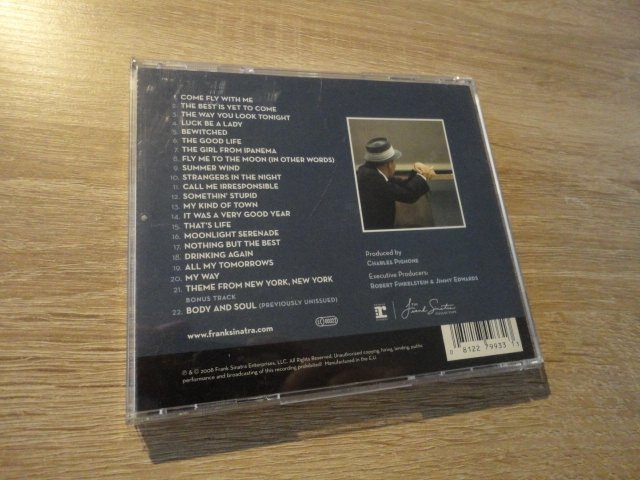 1. COME FLY WITH ME
2. THE BEST IS YET TO COME
3. THE WAY YOU LOOK TONIGHT
4. LUCK BE A LADY
5. BEWITCHED
6. THE GOOD LIFE
7. THE GIRL FROM IPANEMA
8. FLY ME TO THE MOON (IN OTHER WORDS)
9. SUMMER WIND
10. STRANGERS IN THE NIGHT
11. CALL ME IRRESPONSIBLE
12. SOMETHIN' STUPID
13. MY KIND OF TOWN
14. IT WAS A VERY GOOD YEAR
15. THAT'S LIFE
16. MOONLIGHT SERENADE
17. NOTHING BUT THE BEST
18. DRINKING AGAIN
19. ALL MY TOMORROWS
20. MY WAY
21. THEME FROM NEW YORK, NEW YORK
BONUS TRACK
22. BODY AND SOUL (PREVIOUSLY UNISSUED)
Produced by
CHARLES PIGNONE
Executive Producers:
ROBERT FINKELSTEIN & JIMMY EDWARDS
www.franksinatra.com
LC 00322
Frank Sinatra
0 8122 79933
℗ & © 2008 Frank Sinatra Enterprises, LLC. All Rights Reserved. Unauthorized copying, hiring, lending, public
performance and broadcasting of this recording prohibited. Manufactured in the E.U